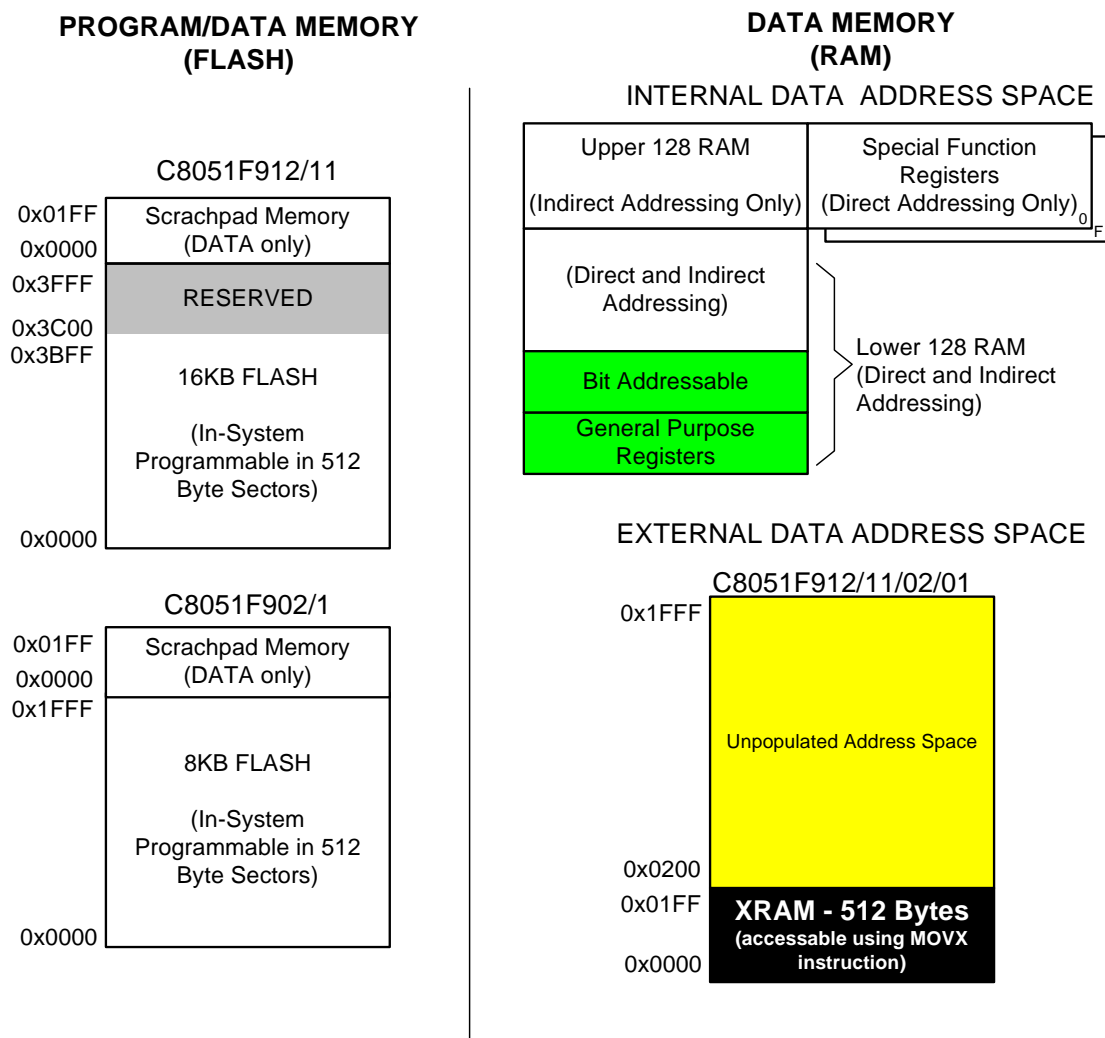 PROGRAM/DATA MEMORY
(FLASH)
C8051F912/11
0x01FF
Scrachpad Memory
(DATA only)
0x0000
0x3FFF
RESERVED
0x3C00
0x3BFF
16KB FLASH
(In-System
Programmable in 512
Byte Sectors)
0x0000
C8051F902/1
0x01FF
Scrachpad Memory
(DATA only)
0x0000
0x1FFF
8KB FLASH
(In-System
Programmable in 512
Byte Sectors)
0x0000
DATA MEMORY
(RAM)
INTERNAL DATA ADDRESS SPACE
Upper 128 RAM
(Indirect Addressing Only)
Special Function
Registers
(Direct Addressing Only)
0
F
(Direct and Indirect
Addressing)
Bit Addressable
General Purpose
Registers
Lower 128 RAM
(Direct and Indirect
Addressing)
EXTERNAL DATA ADDRESS SPACE
C8051F912/11/02/01
0x1FFF
Unpopulated Address Space
0x0200
0x01FF
XRAM - 512 Bytes
(accessable using MOVX
instruction)
0x0000